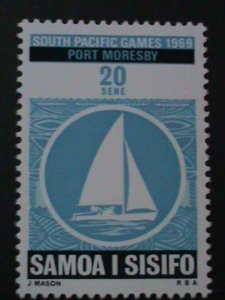 SOUTH PACIFIC GAMES 1969
PORT MORESBY
20
SENE
SAMOA I SISIFO
J MASON R B A